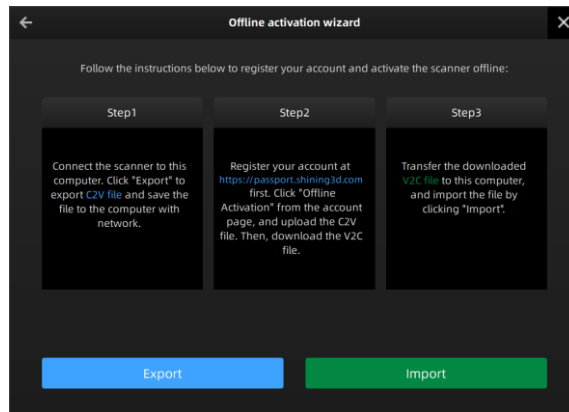 Offline activation wizard
Follow the instructions below to register your account and activate the scanner offline:
Step1
Connect the scanner to this
computer. Click "Export" to
export C2V file and save the
file to the computer with
network.
Step2
Register your account at
https://passport.shining3d.com
first. Click "Offline
Activation" from the account
page, and upload the C2V
file. Then, download the V2C
file.
Step3
Transfer the downloaded
V2C file to this computer,
and import the file by
clicking "Import".
Export
Import